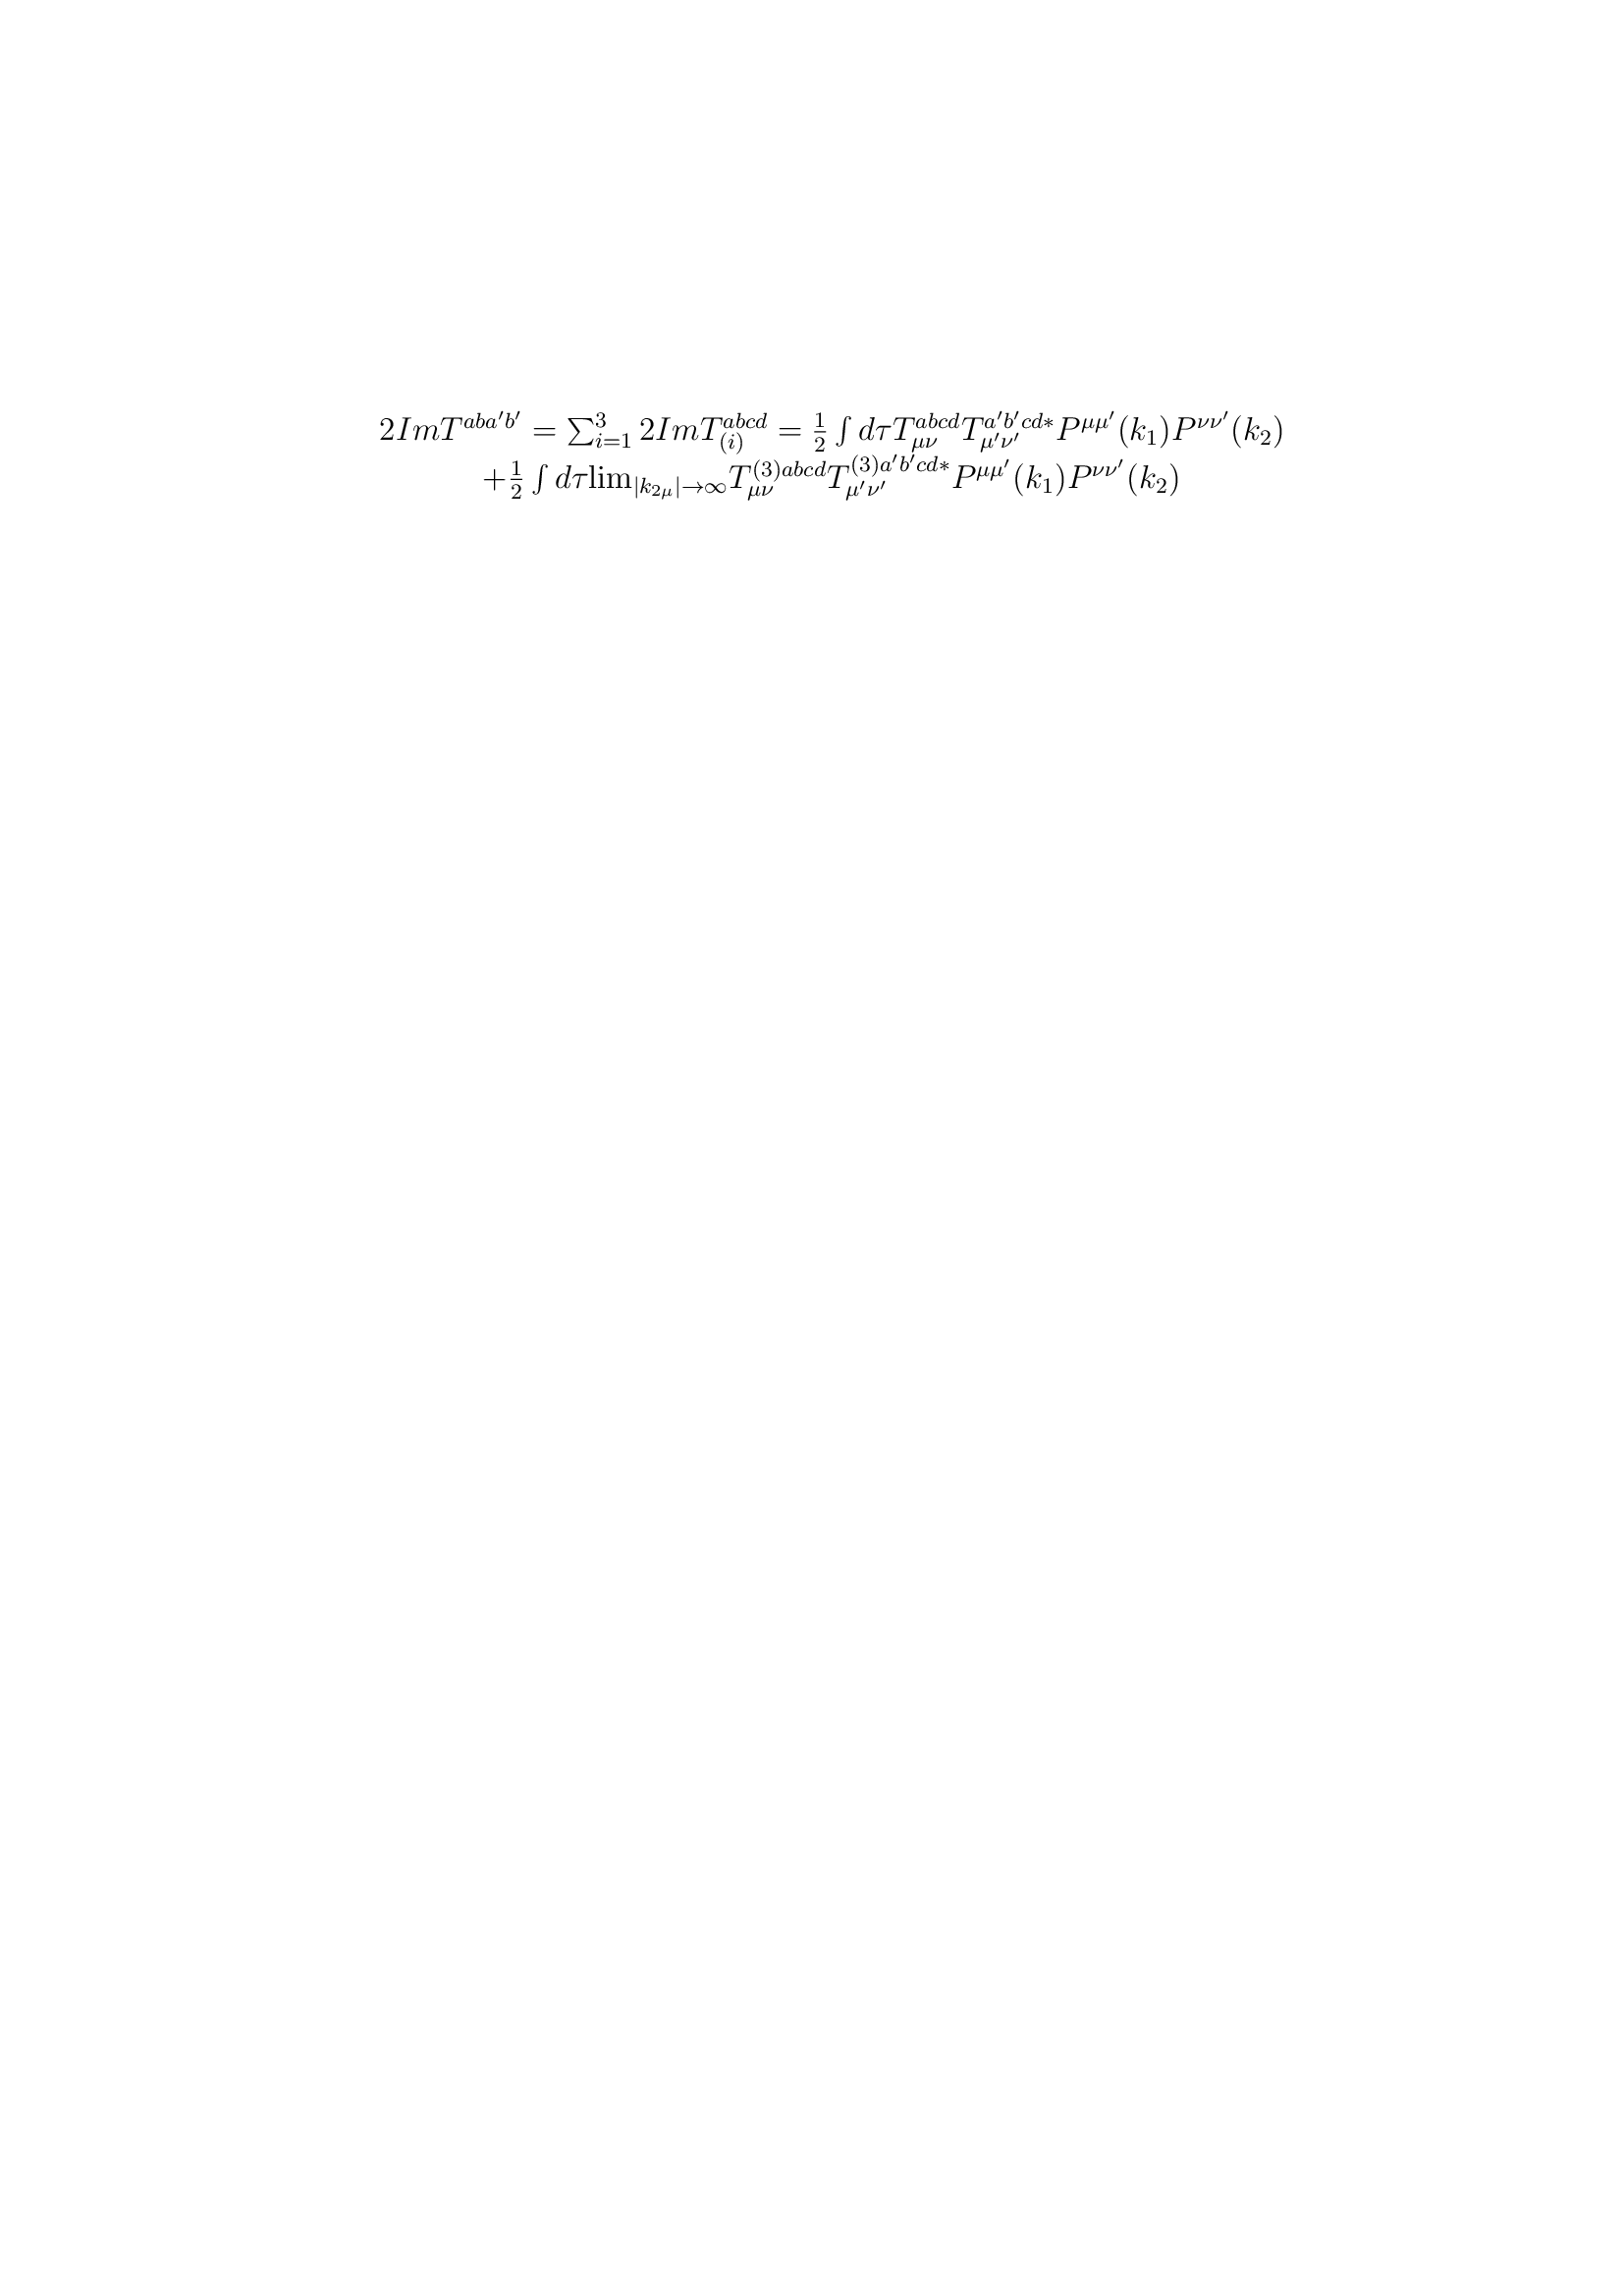 $2ImT^{aba'b'} = \sum_{i=1}^{3} 2ImT_{(i)}^{abcd} = \frac{1}{2} \int d\tau T_{\mu\nu}^{abcd} T_{\mu'\nu'}^{a'b'cd*} P^{\mu\mu'}(k_1) P^{\nu\nu'}(k_2)$
$+\frac{1}{2} \int d\tau \lim_{|k_{2\mu}| \to \infty} T_{\mu\nu}^{(3)abcd} T_{\mu'\nu'}^{(3)a'b'cd*} P^{\mu\mu'}(k_1) P^{\nu\nu'}(k_2)$